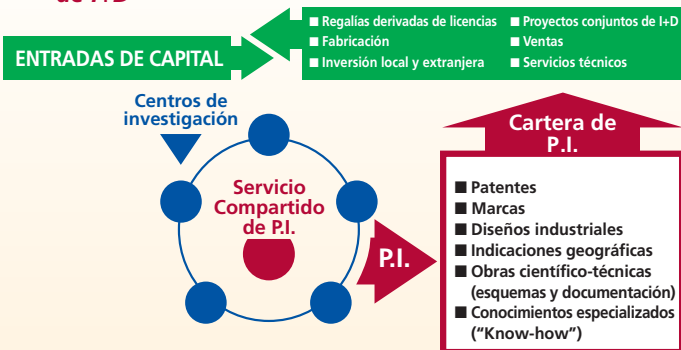 de I+D
■ Regalías derivadas de licencias
■ Fabricación
■ Inversión local y extranjera
■ Proyectos conjuntos de I+D
■ Ventas
■ Servicios técnicos
ENTRADAS DE CAPITAL
Centros de
investigación
Servicio
Compartido
de P.I.
P.I.
Cartera de
P.I.
■ Patentes
■ Marcas
■ Diseños industriales
■ Indicaciones geográficas
■ Obras científico-técnicas
(esquemas y documentación)
■ Conocimientos especializados
(“Know-how”)